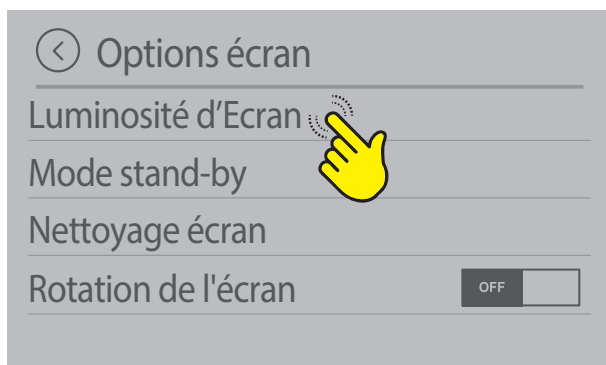 Options écran
Luminosité d’Ecran
Mode stand-by
Nettoyage écran
Rotation de l'écran OFF